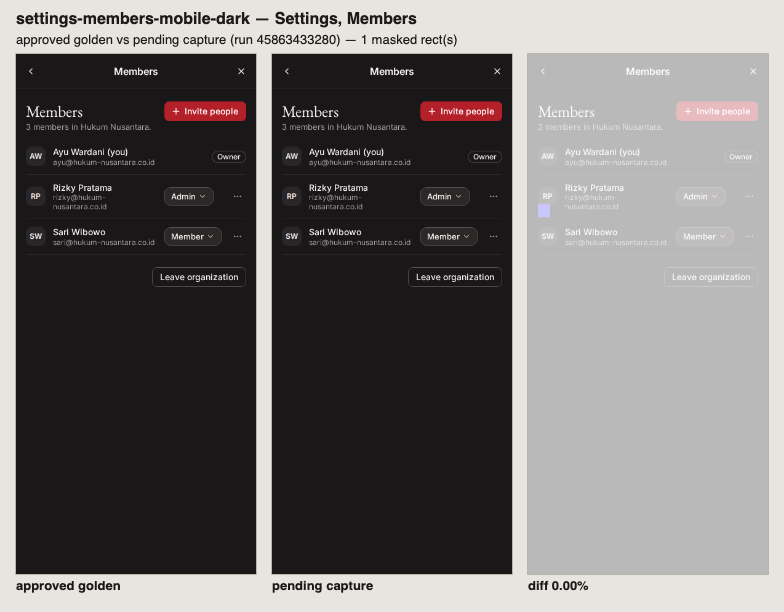 settings-members-mobile-dark — Settings, Members
approved golden vs pending capture (run 45863433280) — 1 masked rect(s)
Members
Members
Invite people
3 members in Hukum Nusantara.
AW
Ayu Wardani (you)
ayu@hukum-nusantara.co.id
Owner
RP
Rizky Pratama
rizky@hukum-
nusantara.co.id
Admin
SW
Sari Wibowo
sari@hukum-nusantara.co.id
Member
Leave organization
approved golden
Members
Members
Invite people
3 members in Hukum Nusantara.
AW
Ayu Wardani (you)
ayu@hukum-nusantara.co.id
Owner
RP
Rizky Pratama
rizky@hukum-
nusantara.co.id
Admin
SW
Sari Wibowo
sari@hukum-nusantara.co.id
Member
Leave organization
pending capture
Members
Members
Invite people
3 members in Hukum Nusantara.
AW
Ayu Wardani (you)
ayu@hukum-nusantara.co.id
Owner
RP
Rizky Pratama
rizky@hukum-
nusantara.co.id
Admin
SW
Sari Wibowo
sari@hukum-nusantara.co.id
Member
Leave organization
diff 0.00%